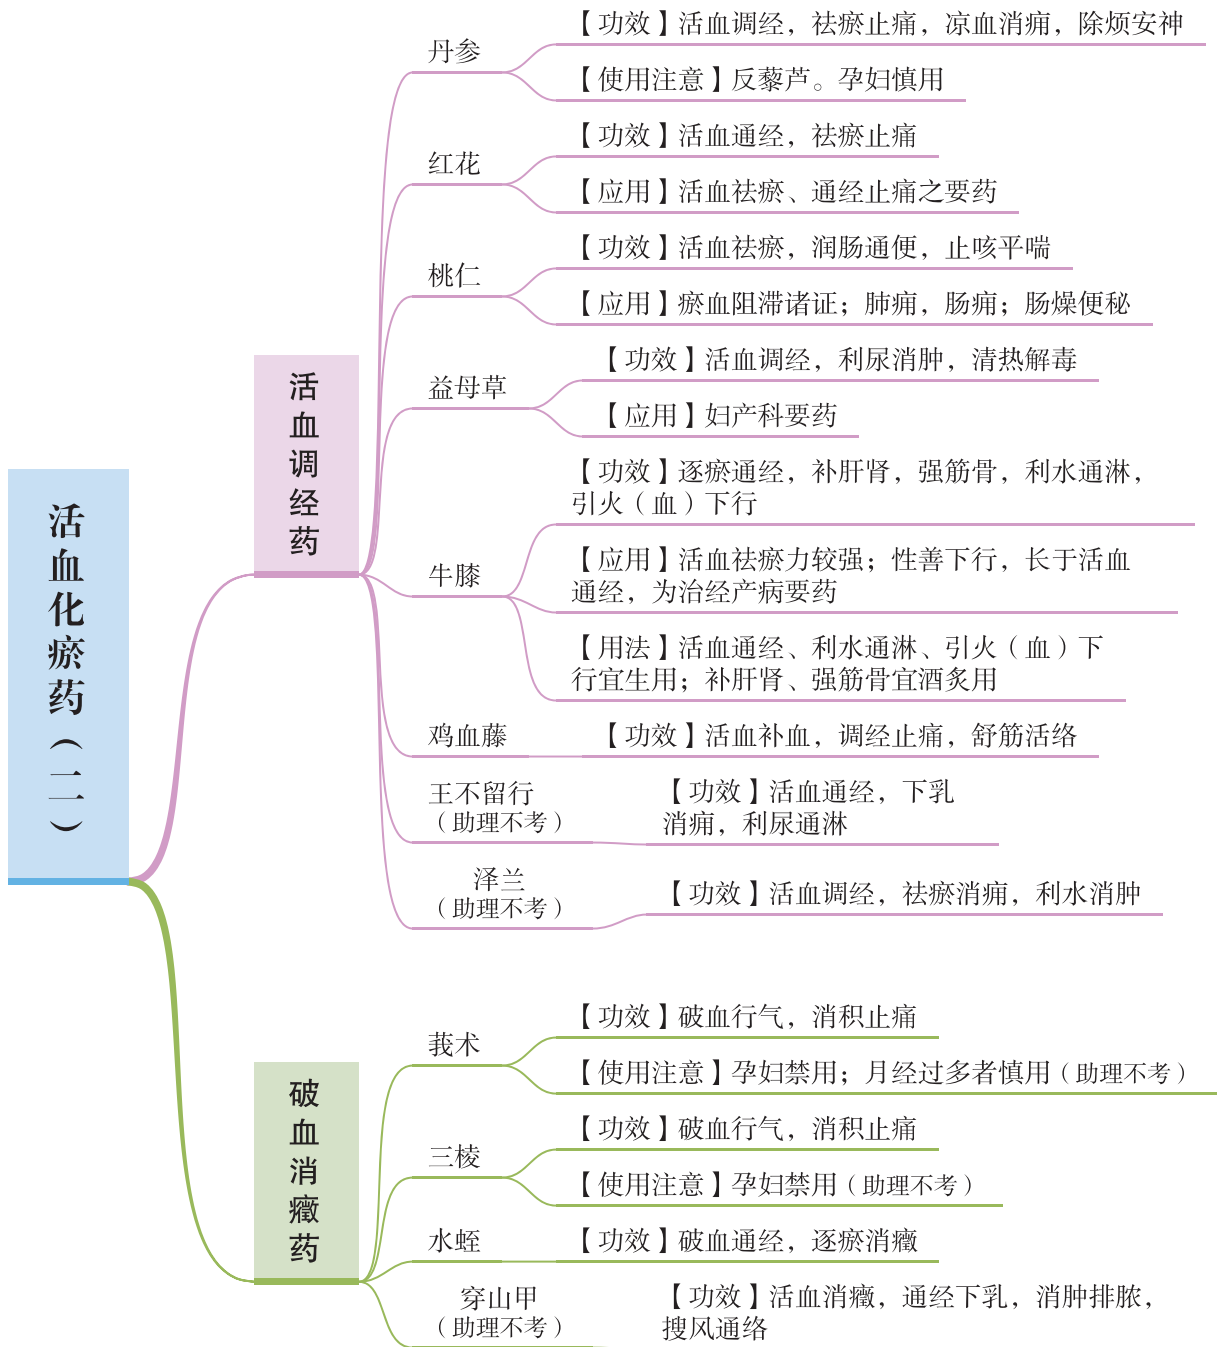 活血化瘀药（二）
活血调经药
丹参
【功效】活血调经，祛瘀止痛，凉血消痈，除烦安神
【使用注意】反藜芦。孕妇慎用
红花
【功效】活血通经，祛瘀止痛
【应用】活血祛瘀、通经止痛之要药
桃仁
【功效】活血祛瘀，润肠通便，止咳平喘
【应用】瘀血阻滞诸证；肺痈，肠痈；肠燥便秘
益母草
【功效】活血调经，利尿消肿，清热解毒
【应用】妇产科要药
牛膝
【功效】逐瘀通经，补肝肾，强筋骨，利水通淋，
引火（血）下行
【应用】活血祛瘀力较强；性善下行，长于活血
通经，为治经产病要药
【用法】活血通经、利水通淋、引火（血）下
行宜生用；补肝肾、强筋骨宜酒炙用
鸡血藤
【功效】活血补血，调经止痛，舒筋活络
王不留行
（助理不考）
【功效】活血通经，下乳
消痈，利尿通淋
泽兰
（助理不考）
【功效】活血调经，祛瘀消痈，利水消肿
破血消癥药
莪术
【功效】破血行气，消积止痛
【使用注意】孕妇禁用；月经过多者慎用（助理不考）
三棱
【功效】破血行气，消积止痛
【使用注意】孕妇禁用（助理不考）
水蛭
【功效】破血通经，逐瘀消癥
穿山甲
（助理不考）
【功效】活血消癥，通经下乳，消肿排脓，
搜风通络